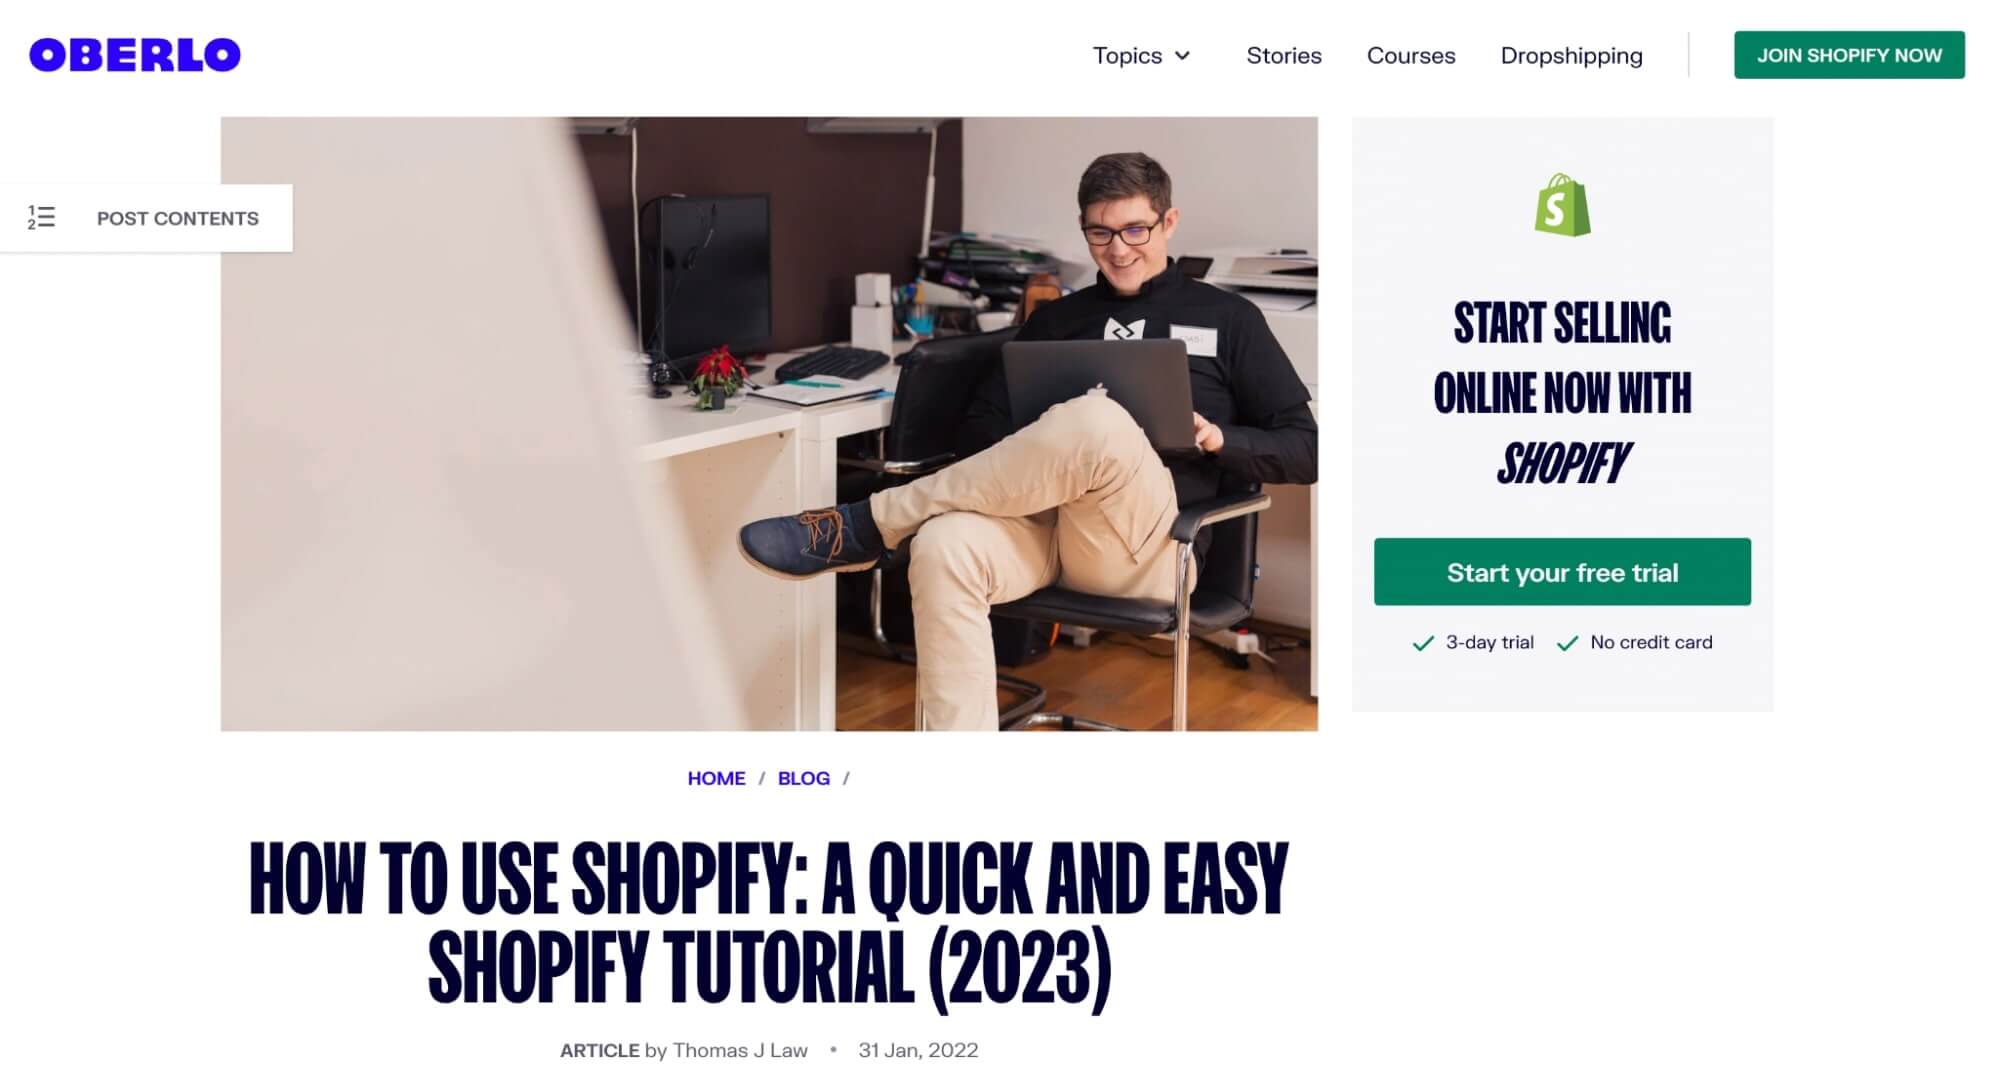 OBERLO
Topics
Stories
Courses
Dropshipping
JOIN SHOPIFY NOW
1
2
POST CONTENTS
S
START SELLING
ONLINE NOW WITH
SHOPIFY
Start your free trial
3-day trial
No credit card
HOME / BLOG /
HOW TO USE SHOPIFY: A QUICK AND EASY
SHOPIFY TUTORIAL (2023)
ARTICLE by Thomas J Law • 31 Jan, 2022